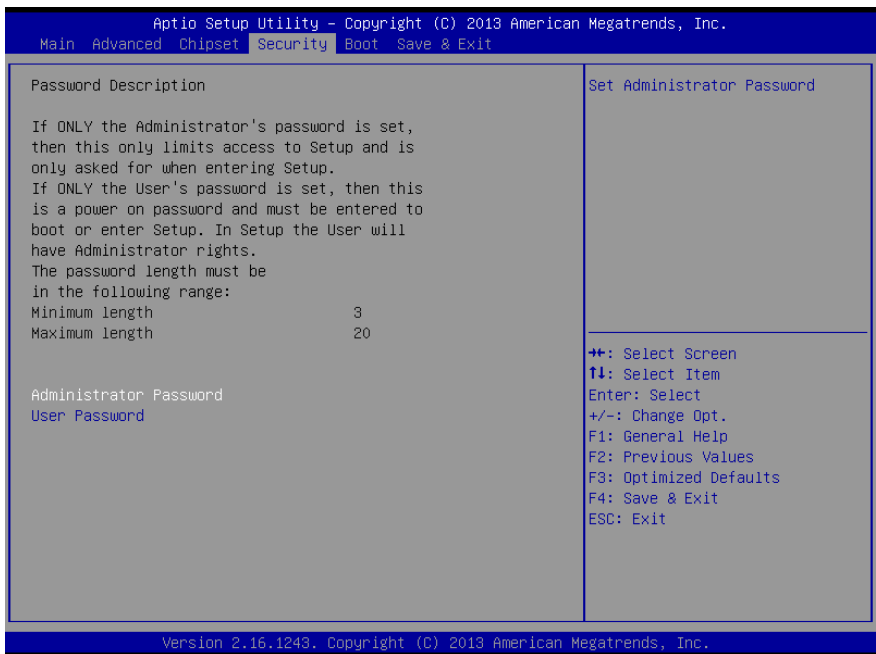 Aptio Setup Utility – Copyright (C) 2013 American Megatrends, Inc.
Main Advanced Chipset Security Boot Save & Exit
Password Description
If ONLY the Administrator's password is set,
then this only limits access to Setup and is
only asked for when entering Setup.
If ONLY the User's password is set, then this
is a power on password and must be entered to
boot or enter Setup. In Setup the User will
have Administrator rights.
The password length must be
in the following range:
Minimum length 3
Maximum length 20
Administrator Password
User Password
Set Administrator Password
→←: Select Screen
↑↓: Select Item
Enter: Select
+/-: Change Opt.
F1: General Help
F2: Previous Values
F3: Optimized Defaults
F4: Save & Exit
ESC: Exit
Version 2.16.1243. Copyright (C) 2013 American Megatrends, Inc.